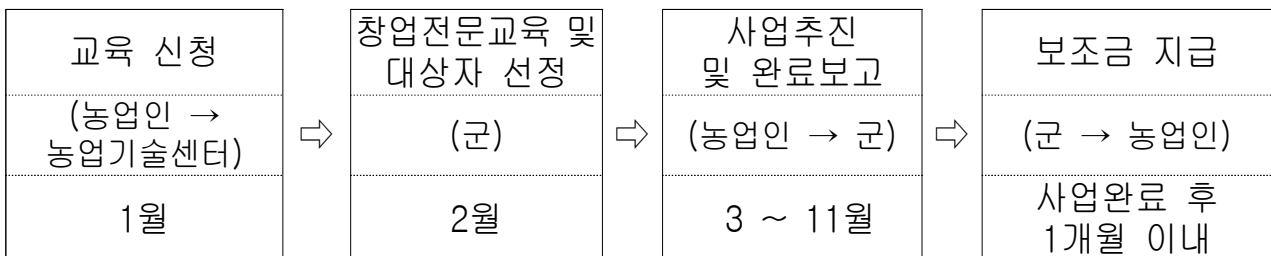 교육 신청
(농업인 →
농업기술센터)
1월
⇨
창업전문교육 및
대상자 선정
(군)
2월
⇨
사업추진
및 완료보고
(농업인 → 군)
3 ~ 11월
⇨
보조금 지급
(군 → 농업인)
사업완료 후
1개월 이내